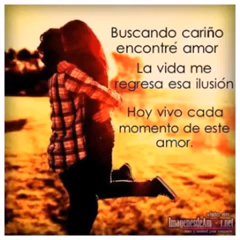 Buscando cariño
encontré amor
La vida me
regresa esa ilusión
Hoy vivo cada
momento de este
amor.